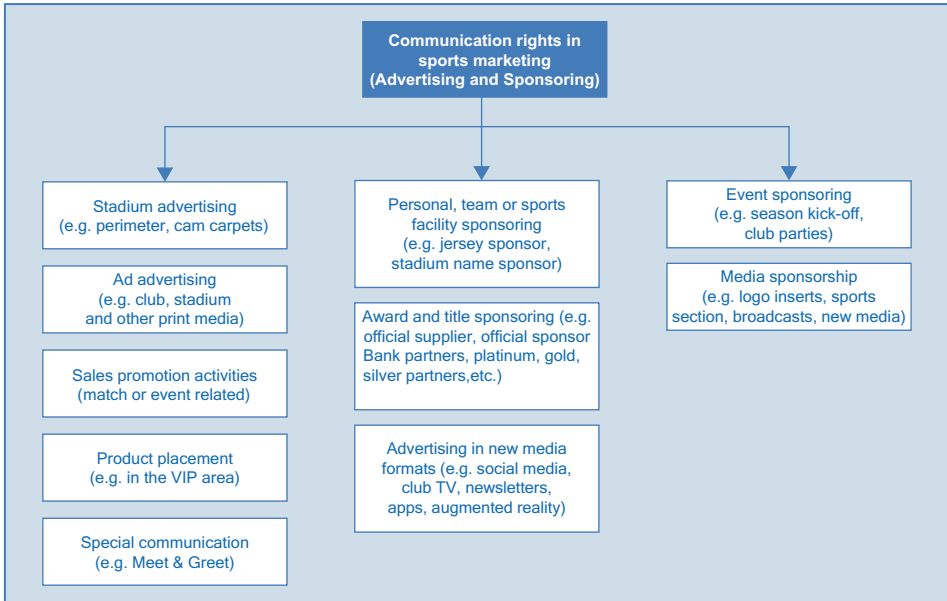 Communication rights in
sports marketing
(Advertising and Sponsoring)
Stadium advertising
(e.g. perimeter, cam carpets)
Ad advertising
(e.g. club, stadium
and other print media)
Sales promotion activities
(match or event related)
Product placement
(e.g. in the VIP area)
Special communication
(e.g. Meet & Greet)
Personal, team or sports
facility sponsoring
(e.g. jersey sponsor,
stadium name sponsor)
Award and title sponsoring (e.g.
official supplier, official sponsor
Bank partners, platinum, gold,
silver partners,etc.)
Advertising in new media
formats (e.g. social media,
club TV, newsletters,
apps, augmented reality)
Event sponsoring
(e.g. season kick-off,
club parties)
Media sponsorship
(e.g. logo inserts, sports
section, broadcasts, new media)